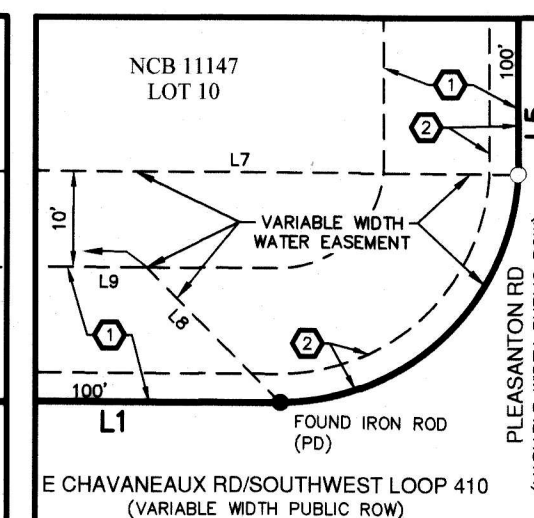 NCB 11147
LOT 10
100'
1
L5
2
L7
10'
VARIABLE WIDTH
WATER EASEMENT
L9
L8
1
2
100'
L1
FOUND IRON ROD
(PD)
PLEASANTON RD
E CHAVANEAUX RD/SOUTHWEST LOOP 410
(VARIABLE WIDTH PUBLIC ROW)